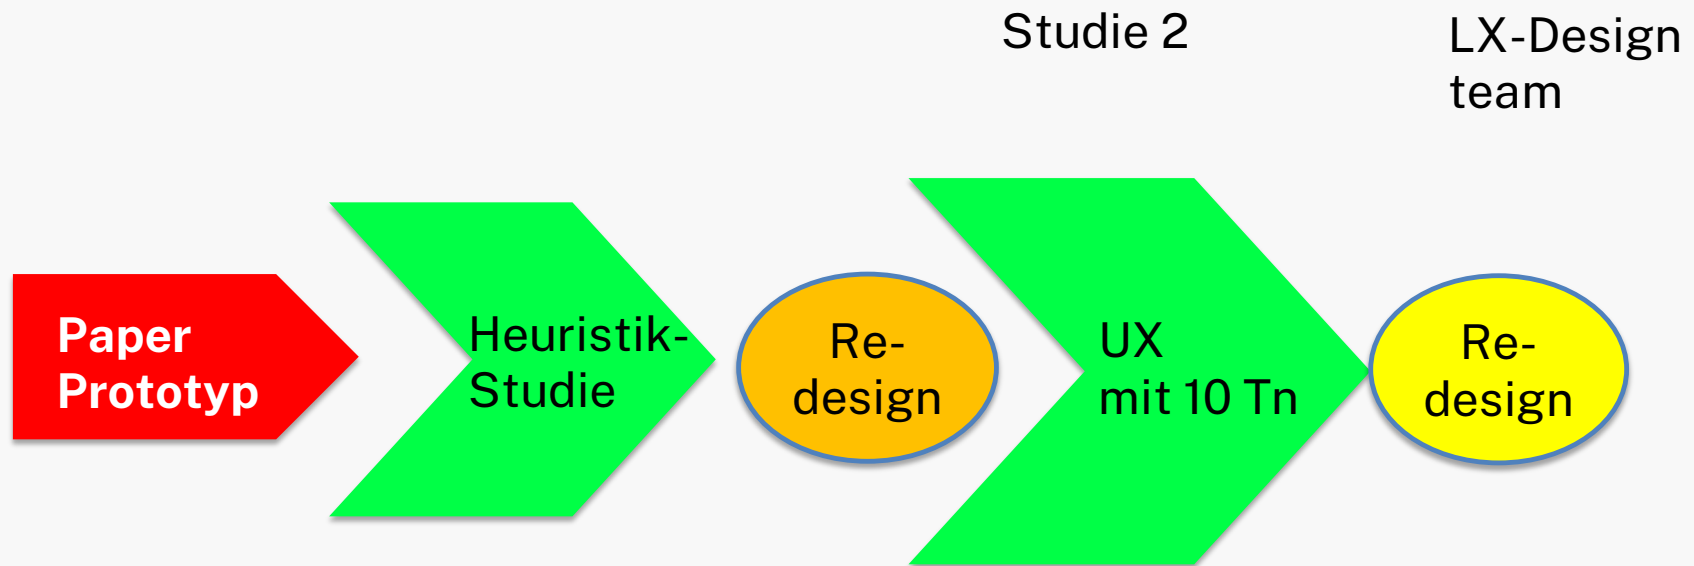 Studie 2
LX-Design
team
Paper
Prototyp
Heuristik-
Studie
Re-
design
UX
mit 10 Tn
Re-
design